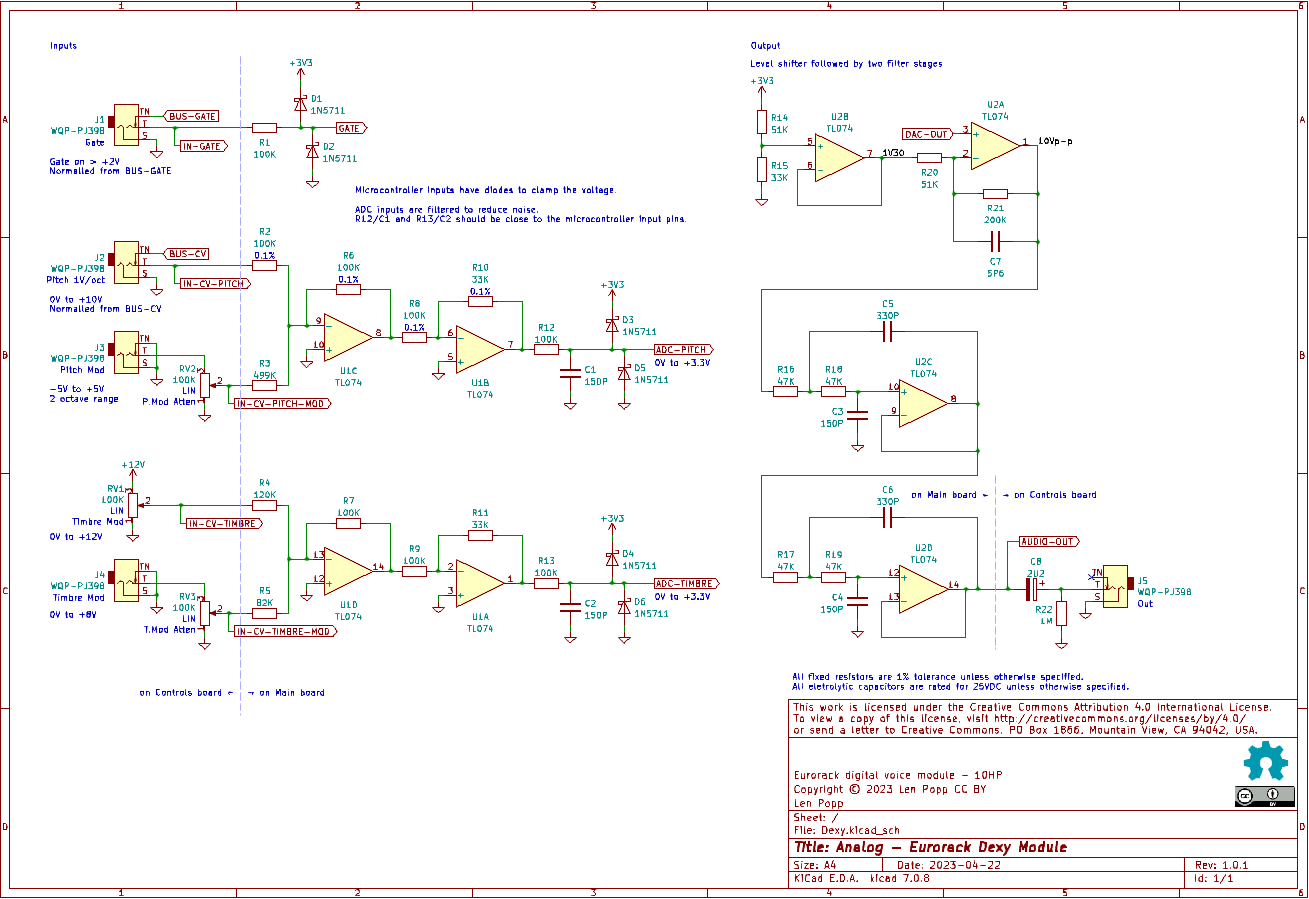 1 2 3 4 5 6
A
B
C
D
Inputs
+3V3
D1
1N5711
D2
1N5711
J1
WQP-PJ398
Gate
TN
T
S
BUS-GATE
IN-GATE
R1
100K
GATE
Gate on > +2V
Normalled from BUS-GATE
Microcontroller inputs have diodes to clamp the voltage.
ADC inputs are filtered to reduce noise.
R12/C1 and R13/C2 should be close to the microcontroller input pins.
J2
WQP-PJ398
Pitch 1V/oct
TN
T
S
BUS-CV
IN-CV-PITCH
0V to +10V
Normalled from BUS-CV
R2
100K
0.1%
J3
WQP-PJ398
Pitch Mod
TN
T
S
-5V to +5V
2 octave range
RV2
100K
LIN
P.Mod Atten
2
R3
499K
IN-CV-PITCH-MOD
R6
100K
0.1%
9
10
8
U1C
TL074
R8
100K
0.1%
R10
33K
0.1%
6
5
7
U1B
TL074
R12
100K
C1
150P
+3V3
D3
1N5711
D5
1N5711
ADC-PITCH
0V to +3.3V
+12V
RV1
100K
LIN
Timbre Mod
2
0V to +12V
IN-CV-TIMBRE
R4
120K
J4
WQP-PJ398
Timbre Mod
TN
T
S
0V to +8V
RV3
100K
LIN
T.Mod Atten
2
R5
82K
IN-CV-TIMBRE-MOD
R7
100K
13
12
14
U1D
TL074
R9
100K
R11
33K
2
3
1
U1A
TL074
R13
100K
C2
150P
+3V3
D4
1N5711
D6
1N5711
ADC-TIMBRE
0V to +3.3V
on Controls board ← → on Main board
Output
Level shifter followed by two filter stages
+3V3
R14
51K
R15
33K
U2B
TL074
5
6
7
1V30
R20
51K
DAC-OUT
U2A
TL074
3
2
1
10Vp-p
R21
200K
C7
5P6
C5
330P
R16
47K
R18
47K
C3
150P
U2C
TL074
10
9
8
C6
330P
R17
47K
R19
47K
C4
150P
U2D
TL074
12
13
14
on Main board ← → on Controls board
AUDIO-OUT
C8
2U2
+
R22
1M
TN
T
S
J5
WQP-PJ398
Out
All fixed resistors are 1% tolerance unless otherwise specified.
All eletrolytic capacitors are rated for 25VDC unless otherwise specified.
This work is licensed under the Creative Commons Attribution 4.0 International License.
To view a copy of this license, visit http://creativecommons.org/licenses/by/4.0/
or send a letter to Creative Commons, PO Box 1866, Mountain View, CA 94042, USA.
Eurorack digital voice module - 10HP
Copyright © 2023 Len Popp CC BY
Len Popp
cc
BY
Sheet: /
File: Dexy.kicad_sch
Title: Analog - Eurorack Dexy Module
Size: A4 Date: 2023-04-22 Rev: 1.0.1
KiCad E.D.A. kicad 7.0.8 Id: 1/1
A
B
C
D
1 2 3 4 5 6